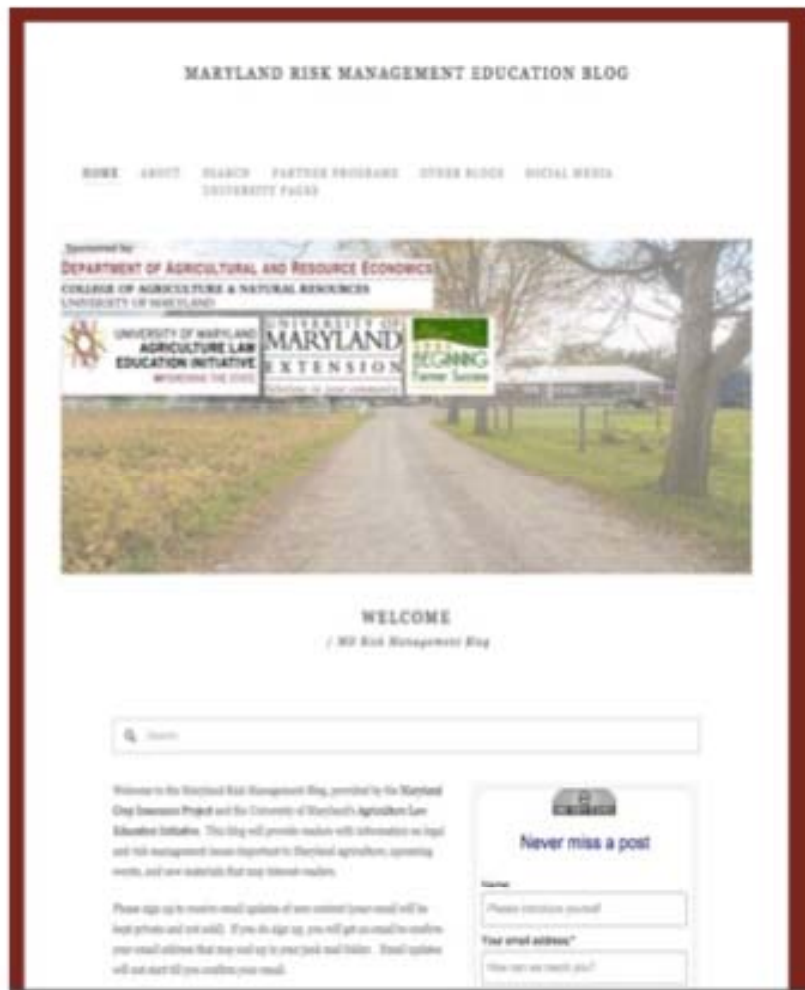 MARYLAND RISK MANAGEMENT EDUCATION BLOG
HOME ABOUT SEARCH PARTNER PROGRAMS OTHER BLOGS SOCIAL MEDIA
UNIVERSITY PAGES
Sponsored by:
DEPARTMENT OF AGRICULTURAL AND RESOURCE ECONOMICS
COLLEGE OF AGRICULTURE & NATURAL RESOURCES
UNIVERSITY OF MARYLAND
UNIVERSITY OF MARYLAND
AGRICULTURE LAW
EDUCATION INITIATIVE
UNIVERSITY OF
MARYLAND
EXTENSION
BEGINNING
Farmer Success
WELCOME
/ MD Risk Management Blog
Search
Welcome to the Maryland Risk Management Blog, provided by the Maryland
Crop Insurance Project and the University of Maryland's Agriculture Law
Education Initiative. This blog will provide readers with information on legal
and risk management issues important to Maryland agriculture, upcoming
events, and new materials that may interest readers.
Please sign up to receive email updates of new content (your email will be
kept private and not sold). If you do sign up, you will get an email to confirm
your email address that may end up in your junk mail folder. Email updates
will not start till you confirm your email.
Never miss a post
Name
Please introduce yourself
Your email address:*
How can we reach you?